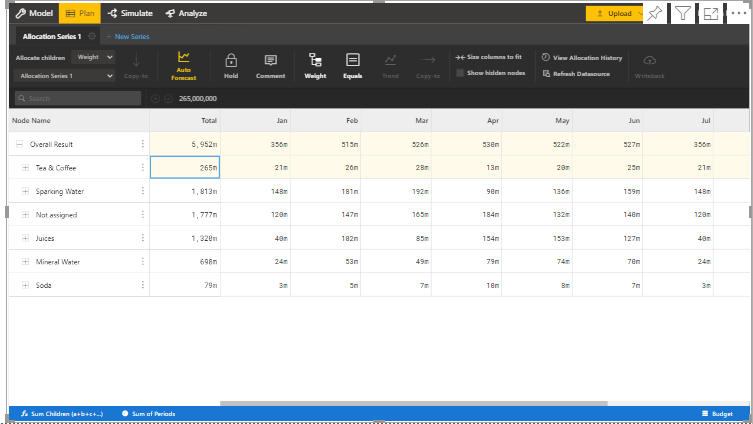 Model Plan Simulate Analyze Upload
Allocation Series 1 + New Series
Allocate children Weight
Allocation Series 1
Copy-to Auto Forecast Hold Comment Weight Equals Trend Copy-to
Size columns to fit View Allocation History
Show hidden nodes Refresh Datasource Writeback
Search 265,000,000
Node Name Total Jan Feb Mar Apr May Jun Jul
Overall Result 5,952m 356m 515m 526m 530m 522m 527m 356m
Tea & Coffee 265m 21m 26m 28m 13m 20m 25m 21m
Sparking Water 1,813m 148m 181m 192m 90m 136m 159m 148m
Not assigned 1,777m 120m 147m 165m 184m 132m 140m 120m
Juices 1,320m 40m 102m 85m 154m 153m 127m 40m
Mineral Water 698m 24m 53m 49m 79m 74m 70m 24m
Soda 79m 3m 5m 7m 10m 8m 7m 3m
Sum Children (a+b+c+...) Sum of Periods Budget